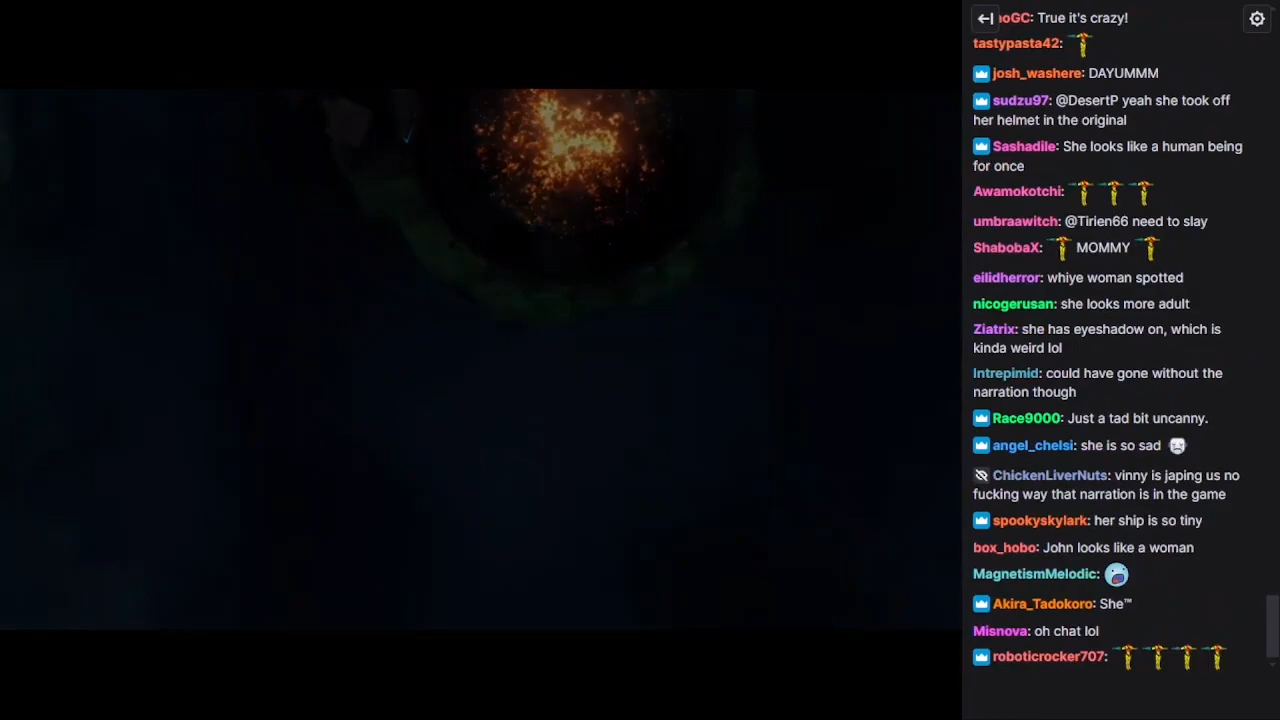 oGC: True it's crazy!
tastypasta42:
josh_washere: DAYUMMM
sudzu97: @DesertP yeah she took off
her helmet in the original
Sashadile: She looks like a human being
for once
Awamokotchi:
umbraawitch: @Tirien66 need to slay
ShabobaX: MOMMY
eilidherror: whiye woman spotted
nicogerusan: she looks more adult
Ziatrix: she has eyeshadow on, which is
kinda weird lol
Intrepimid: could have gone without the
narration though
Race9000: Just a tad bit uncanny.
angel_chelsi: she is so sad
ChickenLiverNuts: vinny is japing us no
fucking way that narration is in the game
spookyskylark: her ship is so tiny
box_hobo: John looks like a woman
MagnetismMelodic:
Akira_Tadokoro: She™
Misnova: oh chat lol
roboticrocker707: